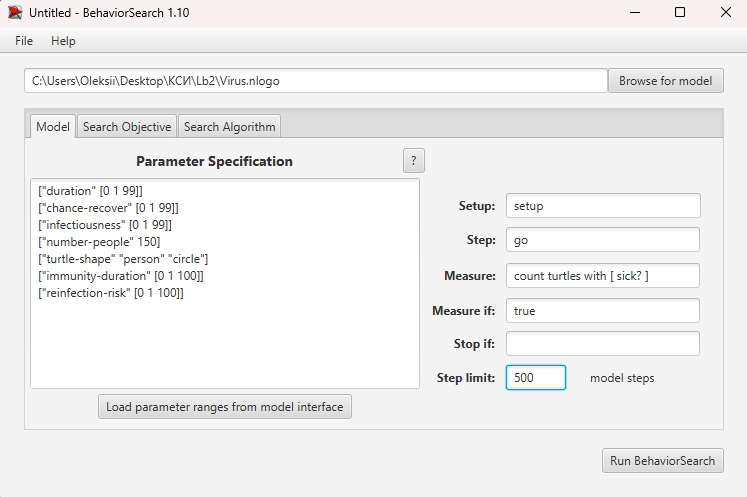 Untitled - BehaviorSearch 1.10
File Help
C:\Users\Oleksii\Desktop\КСИ\Lb2\Virus.nlogo
Browse for model
Model
Search Objective
Search Algorithm
Parameter Specification
?
["duration" [0 1 99]]
["chance-recover" [0 1 99]]
["infectiousness" [0 1 99]]
["number-people" 150]
["turtle-shape" "person" "circle"]
["immunity-duration" [0 1 100]]
["reinfection-risk" [0 1 100]]
Load parameter ranges from model interface
Setup: setup
Step: go
Measure: count turtles with [ sick? ]
Measure if: true
Stop if:
Step limit: 500 model steps
Run BehaviorSearch